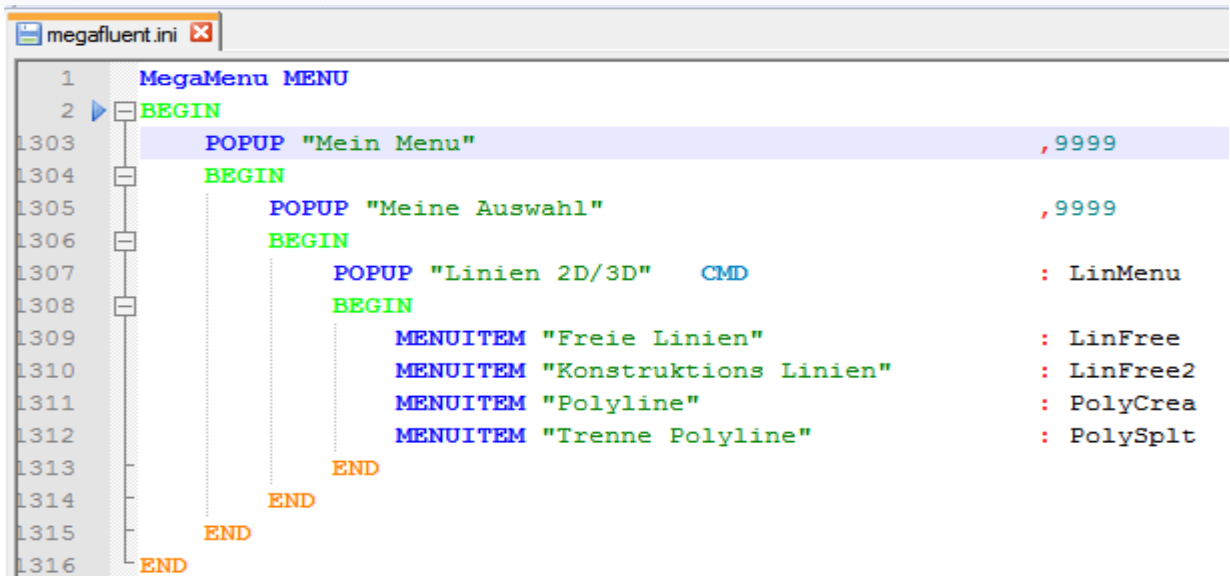 megafluent.ini
1 MegaMenu MENU
2 BEGIN
1303 POPUP "Mein Menu" ,9999
1304 BEGIN
1305 POPUP "Meine Auswahl" ,9999
1306 BEGIN
1307 POPUP "Linien 2D/3D" CMD : LinMenu
1308 BEGIN
1309 MENUITEM "Freie Linien" : LinFree
1310 MENUITEM "Konstruktions Linien" : LinFree2
1311 MENUITEM "Polyline" : PolyCrea
1312 MENUITEM "Trenne Polyline" : PolySplt
1313 END
1314 END
1315 END
1316 END